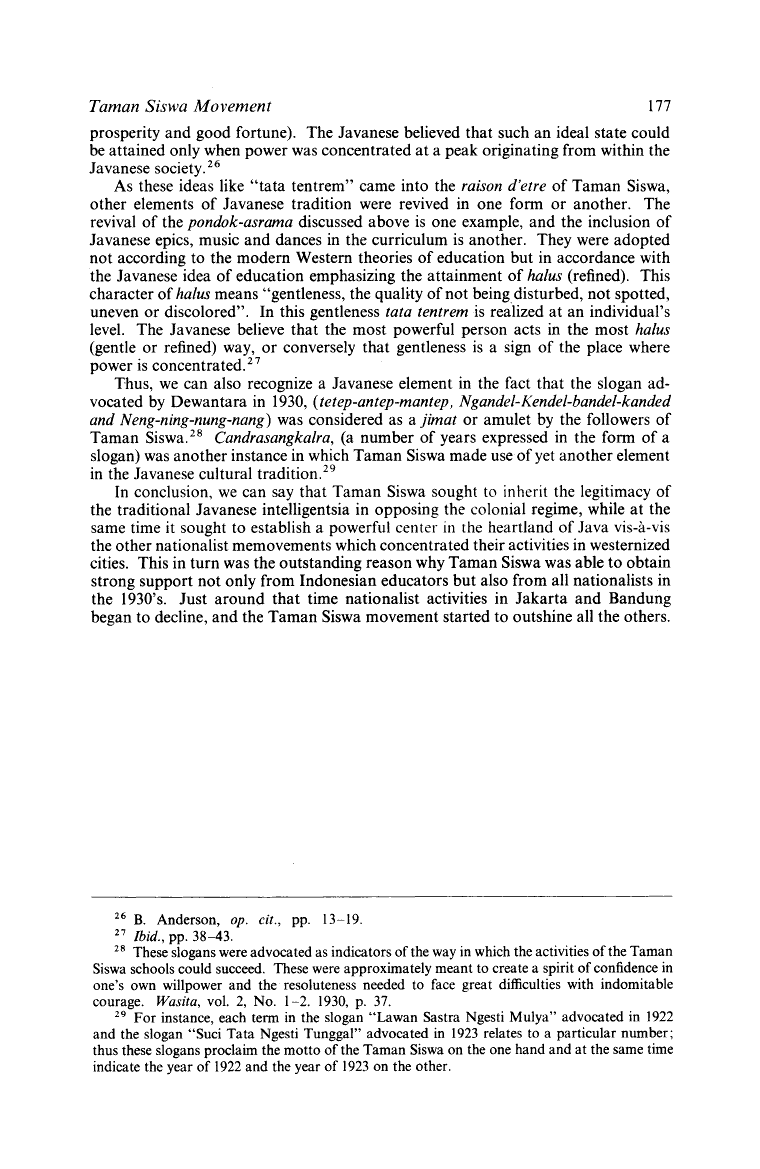 Taman Siswa Movement 177
prosperity and good fortune). The Javanese believed that such an ideal state could
be attained only when power was concentrated at a peak originating from within the
Javanese society.26
As these ideas like “tata tentrem” came into the raison d'etre of Taman Siswa,
other elements of Javanese tradition were revived in one form or another. The
revival of the pondok-asrama discussed above is one example, and the inclusion of
Javanese epics, music and dances in the curriculum is another. They were adopted
not according to the modern Western theories of education but in accordance with
the Javanese idea of education emphasizing the attainment of halus (refined). This
character of halus means “gentleness, the quality of not being disturbed, not spotted,
uneven or discolored”. In this gentleness tata tentrem is realized at an individual's
level. The Javanese believe that the most powerful person acts in the most halus
(gentle or refined) way, or conversely that gentleness is a sign of the place where
power is concentrated.27
Thus, we can also recognize a Javanese element in the fact that the slogan ad-
vocated by Dewantara in 1930, (tetep-antep-mantep, Ngandel-Kendel-bandel-kanded
and Neng-ning-nung-nang) was considered as a jimat or amulet by the followers of
Taman Siswa.28 Candrasangkalra, (a number of years expressed in the form of a
slogan) was another instance in which Taman Siswa made use of yet another element
in the Javanese cultural tradition.29
In conclusion, we can say that Taman Siswa sought to inherit the legitimacy of
the traditional Javanese intelligentsia in opposing the colonial regime, while at the
same time it sought to establish a powerful center in the heartland of Java vis-à-vis
the other nationalist memovements which concentrated their activities in westernized
cities. This in turn was the outstanding reason why Taman Siswa was able to obtain
strong support not only from Indonesian educators but also from all nationalists in
the 1930's. Just around that time nationalist activities in Jakarta and Bandung
began to decline, and the Taman Siswa movement started to outshine all the others.
26 B. Anderson, op. cit., pp. 13–19.
27 Ibid., pp. 38–43.
28 These slogans were advocated as indicators of the way in which the activities of the Taman
Siswa schools could succeed. These were approximately meant to create a spirit of confidence in
one's own willpower and the resoluteness needed to face great difficulties with indomitable
courage. Wasita, vol. 2, No. 1–2. 1930, p. 37.
29 For instance, each term in the slogan “Lawan Sastra Ngesti Mulya” advocated in 1922
and the slogan “Suci Tata Ngesti Tunggal” advocated in 1923 relates to a particular number;
thus these slogans proclaim the motto of the Taman Siswa on the one hand and at the same time
indicate the year of 1922 and the year of 1923 on the other.